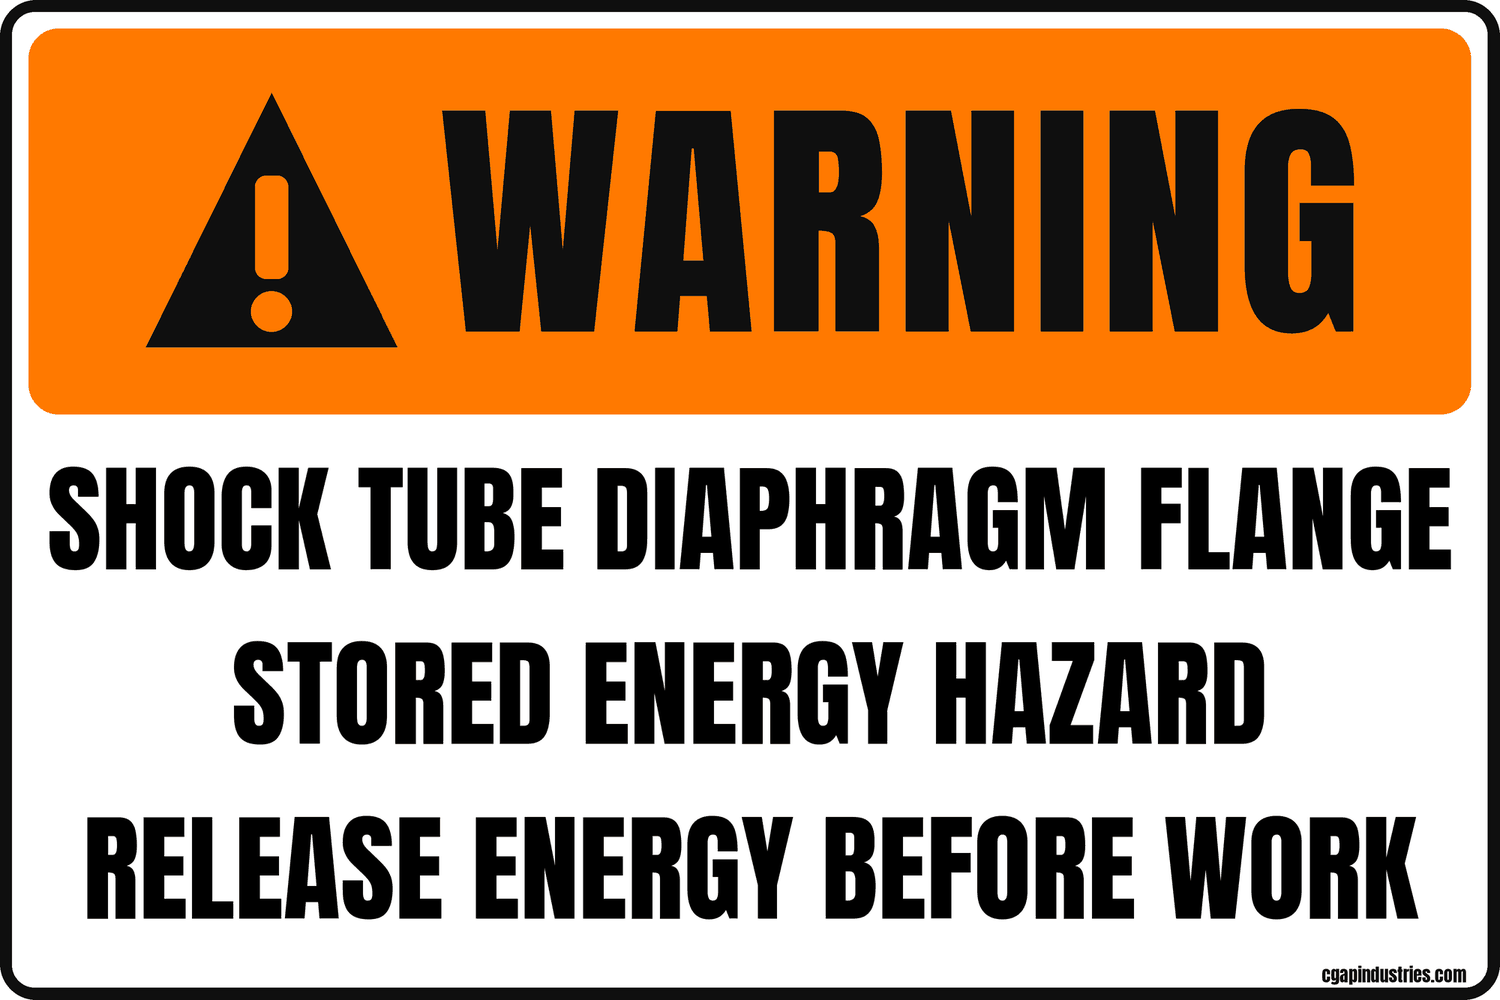 WARNING
SHOCK TUBE DIAPHRAGM FLANGE
STORED ENERGY HAZARD
RELEASE ENERGY BEFORE WORK
cgapindustries.com